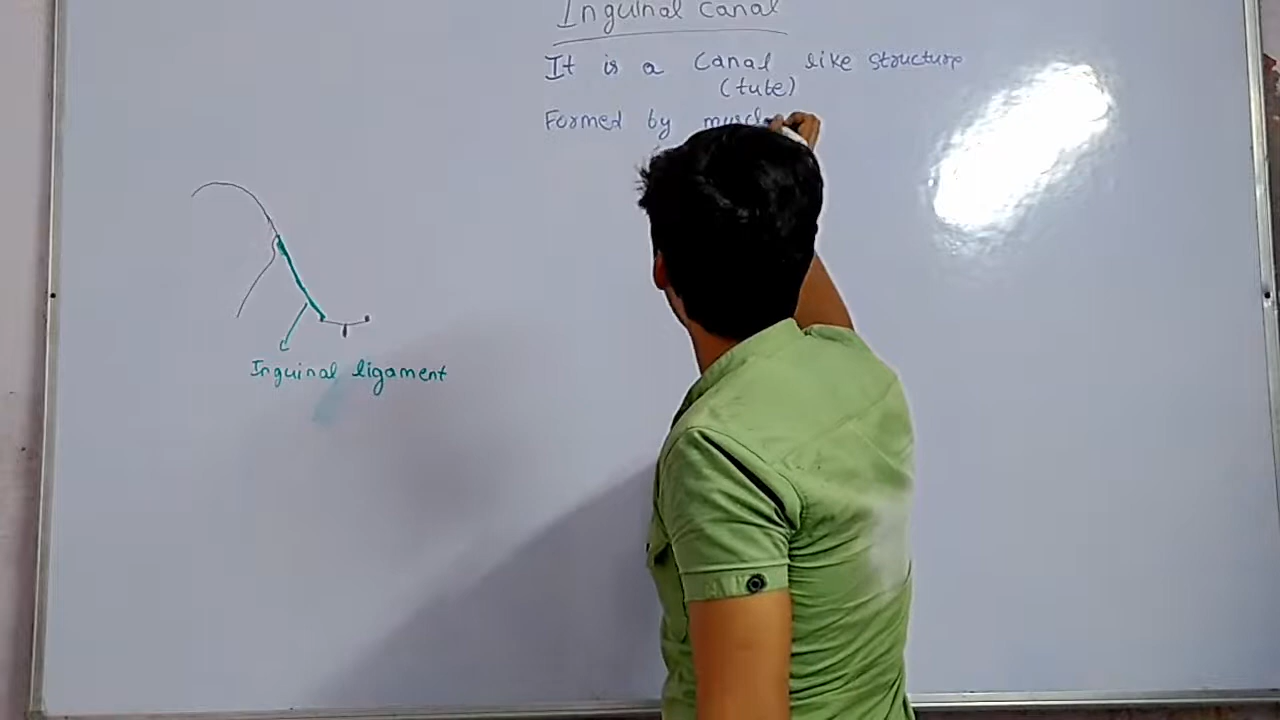 Inguinal Canal
It is a Canal like structure
(tube)
Formed by
Inguinal ligament